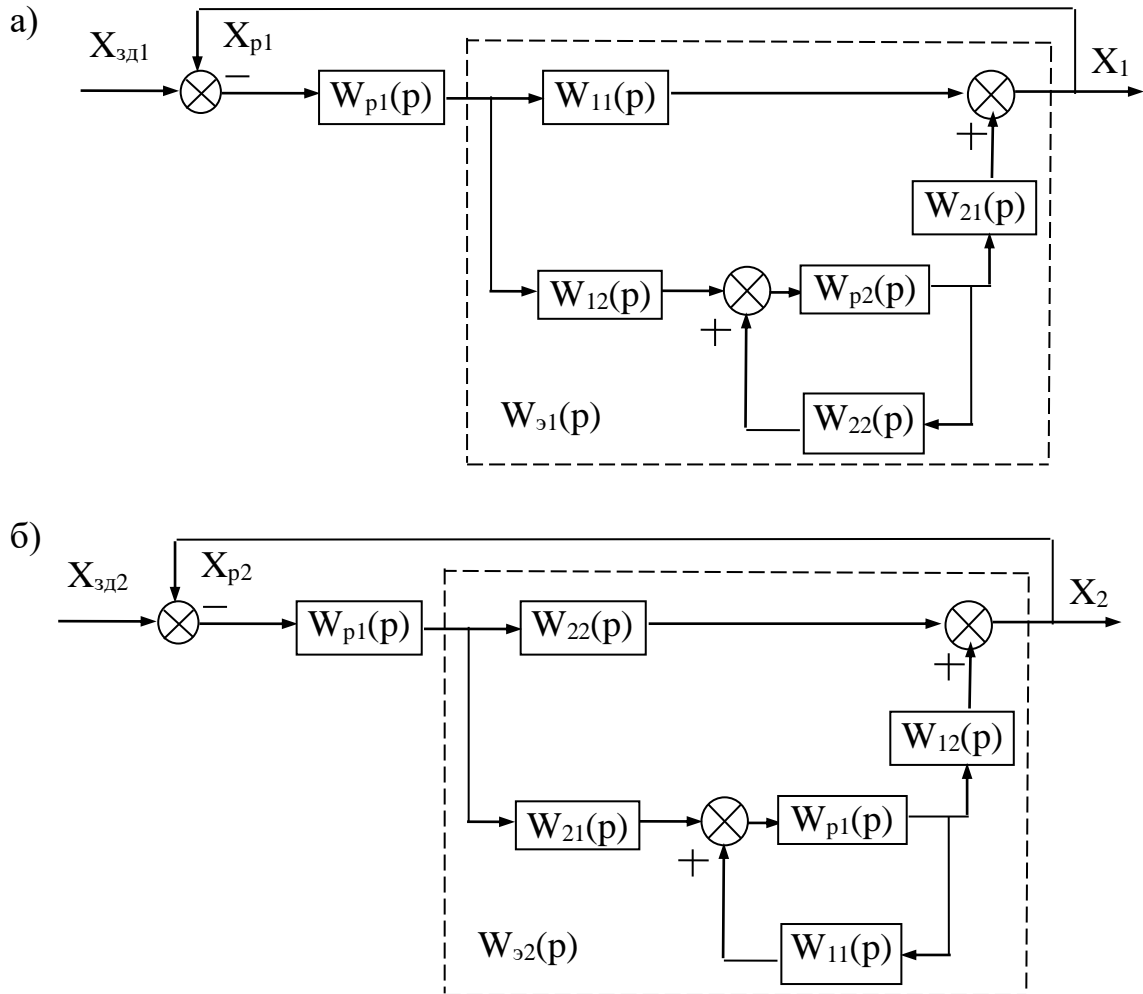 а)
Xзд1
Xр1
X1
Wр1(p)
W11(p)
+
W21(p)
W12(p)
Wр2(p)
+
Wэ1(p)
W22(p)
б)
Xзд2
Xр2
X2
Wр1(p)
W22(p)
+
W12(p)
W21(p)
Wр1(p)
+
Wэ2(p)
W11(p)